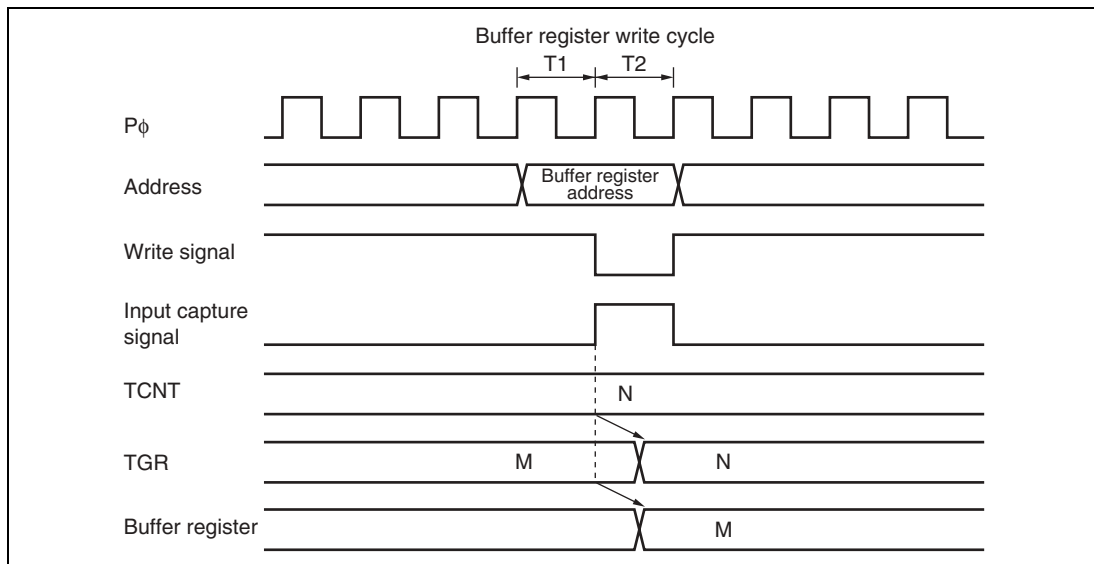 Buffer register write cycle
T1 T2
Pϕ
Address
Buffer register
address
Write signal
Input capture
signal
TCNT
N
TGR
M N
Buffer register
M